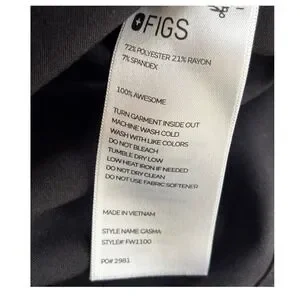 FIGS
72% POLYESTER 21% RAYON
7% SPANDEX
100% AWESOME
TURN GARMENT INSIDE OUT
MACHINE WASH COLD
WASH WITH LIKE COLORS
DO NOT BLEACH
TUMBLE DRY LOW
LOW HEAT IRON IF NEEDED
DO NOT DRY CLEAN
DO NOT USE FABRIC SOFTENER
MADE IN VIETNAM
STYLE NAME: CASMA
STYLE#: FW1100
PO# 2981